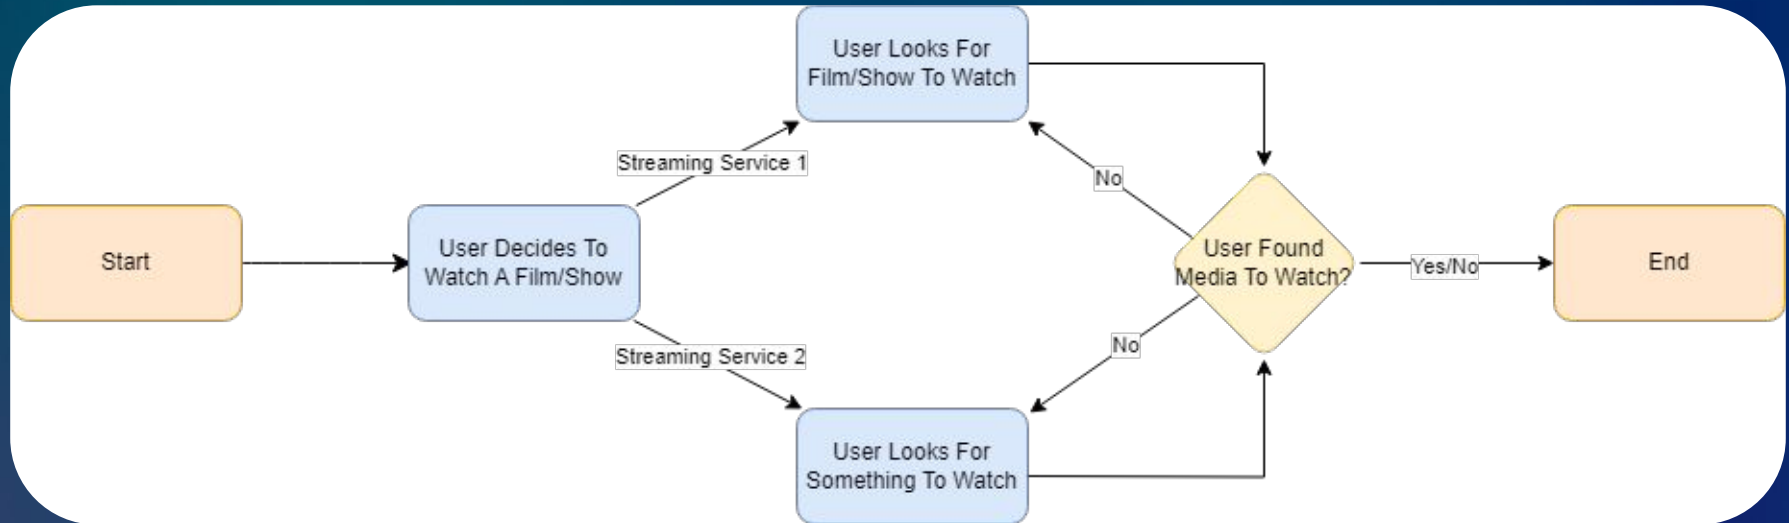 Start
User Decides To
Watch A Film/Show
Streaming Service 1
Streaming Service 2
User Looks For
Film/Show To Watch
User Looks For
Something To Watch
No
No
User Found
Media To Watch?
Yes/No
End